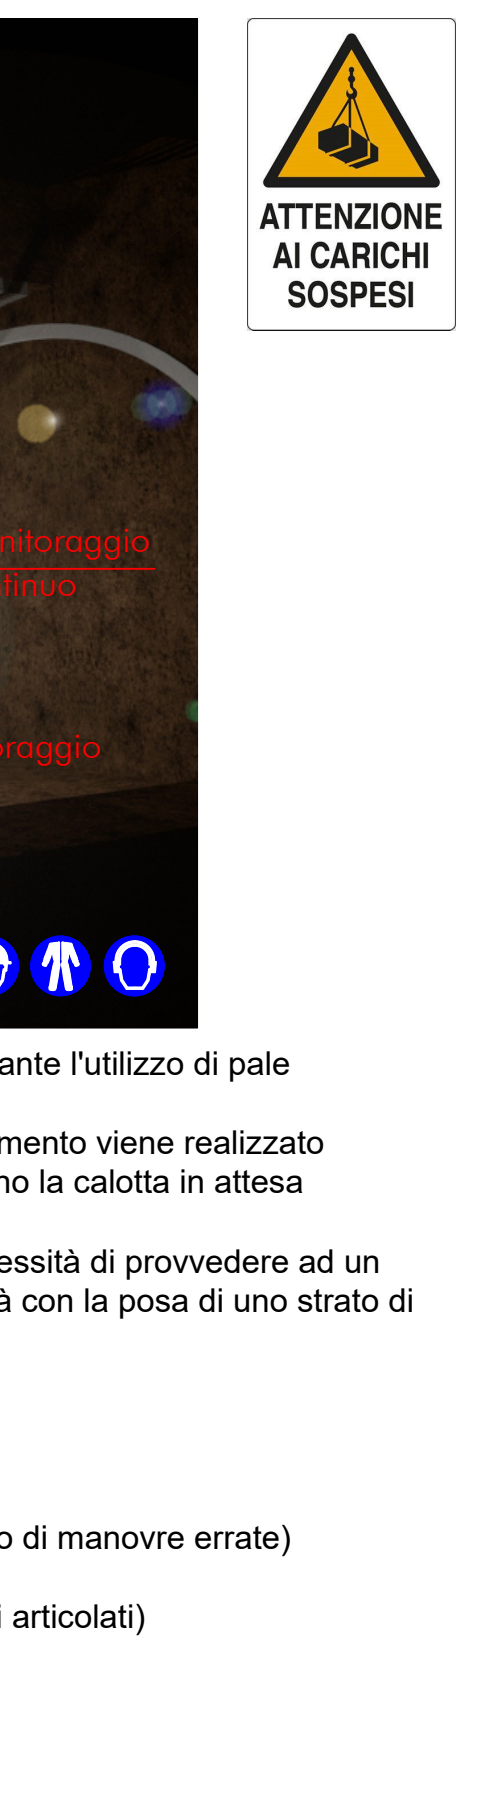 ATTENZIONE
AI CARICHI
SOSPESI
nitoraggio
tinuo
oraggio
ante l'utilizzo di pale
mento viene realizzato
no la calotta in attesa
essità di provvedere ad un
à con la posa di uno strato di
o di manovre errate)
i articolati)